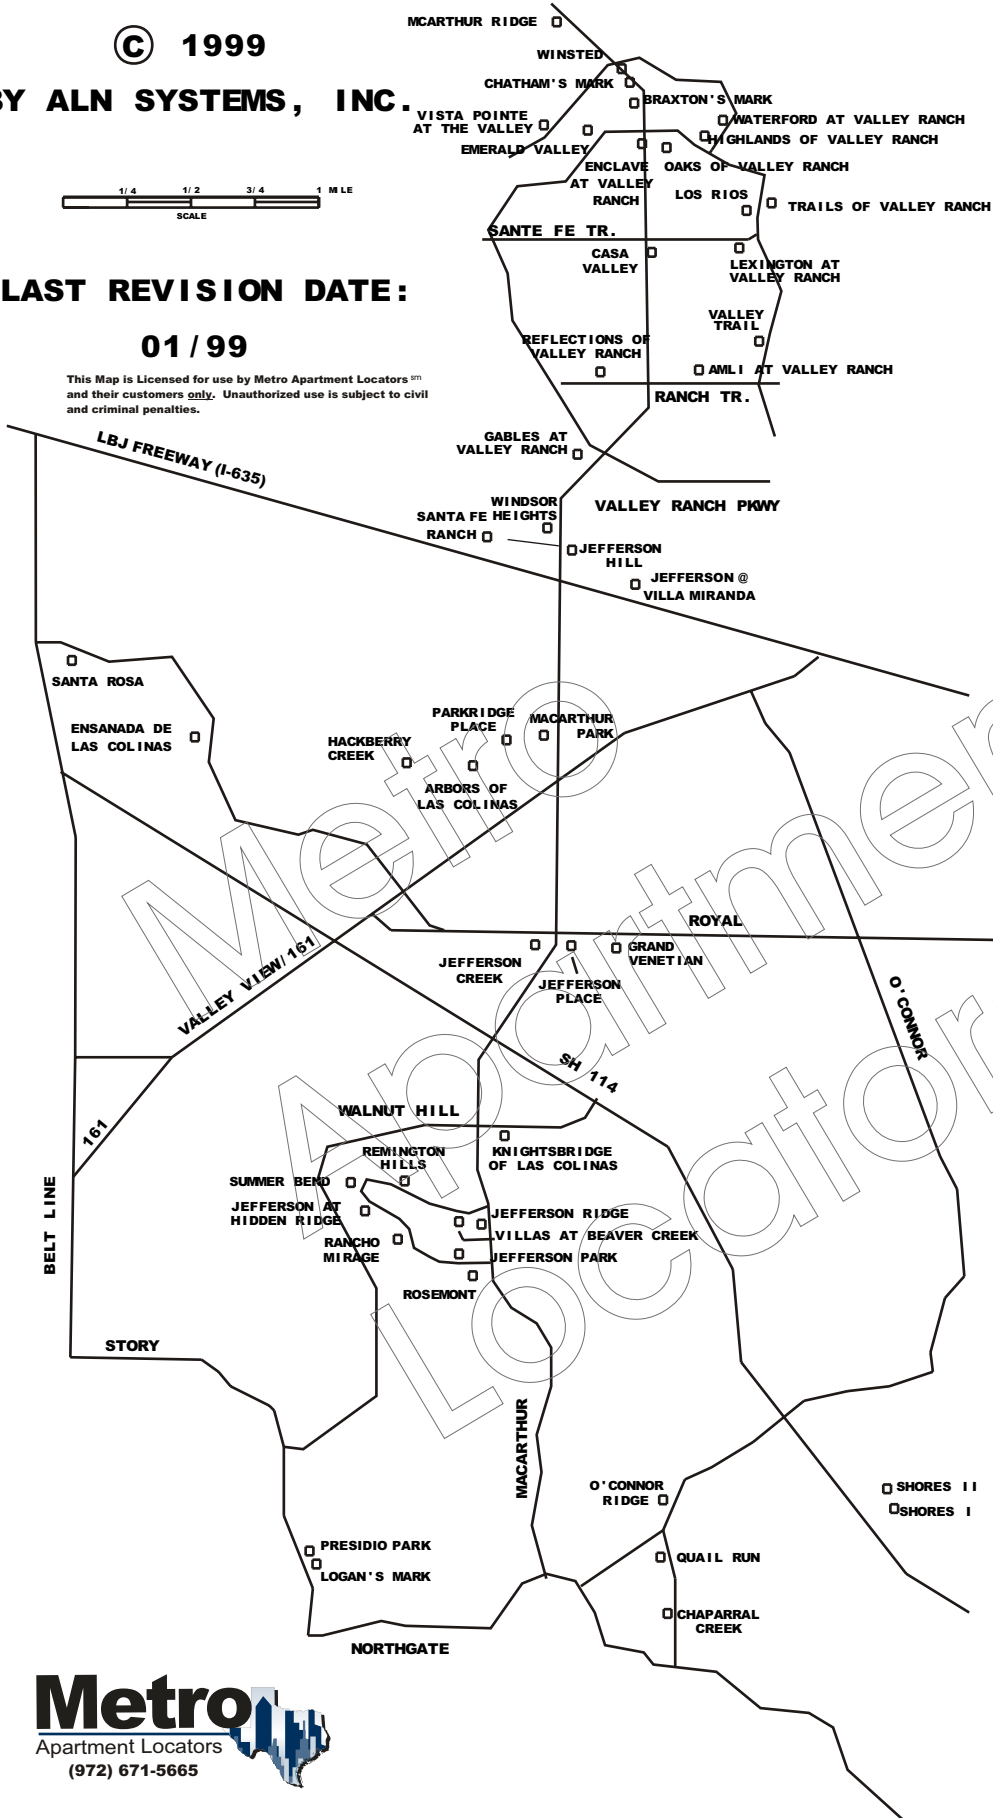 © 1999
BY ALN SYSTEMS, INC.
1/4 1/2 3/4 1 MILE
SCALE
LAST REVISION DATE:
01/99
This Map is Licensed for use by Metro Apartment Locators sm
and their customers only. Unauthorized use is subject to civil
and criminal penalties.
MCARTHUR RIDGE
WINSTED
CHATHAM'S MARK
BRAXTON'S MARK
VISTA POINTE
AT THE VALLEY
WATERFORD AT VALLEY RANCH
HIGHLANDS OF VALLEY RANCH
EMERALD VALLEY
ENCLAVE
AT VALLEY
RANCH
OAKS OF VALLEY RANCH
LOS RIOS
TRAILS OF VALLEY RANCH
SANTE FE TR.
CASA
VALLEY
LEXINGTON AT
VALLEY RANCH
VALLEY
TRAIL
REFLECTIONS OF
VALLEY RANCH
AMLI AT VALLEY RANCH
RANCH TR.
GABLES AT
VALLEY RANCH
LBJ FREEWAY (I-635)
VALLEY RANCH PKWY
WINDSOR
HEIGHTS
SANTA FE
RANCH
JEFFERSON
HILL
JEFFERSON @
VILLA MIRANDA
SANTA ROSA
ENSANADA DE
LAS COLINAS
PARKRIDGE
PLACE
MACARTHUR
PARK
HACKBERRY
CREEK
ARBORS OF
LAS COLINAS
ROYAL
JEFFERSON
CREEK
JEFFERSON
PLACE
GRAND
VENETIAN
VALLEY VIEW/161
O'CONNOR
SH 114
161
WALNUT HILL
REMINGTON
HILLS
KNIGHTSBRIDGE
OF LAS COLINAS
SUMMER BEND
JEFFERSON AT
HIDDEN RIDGE
JEFFERSON RIDGE
VILLAS AT BEAVER CREEK
RANCHO
MIRAGE
JEFFERSON PARK
ROSEMONT
BELT LINE
STORY
MACARTHUR
O'CONNOR
RIDGE
SHORES II
SHORES I
PRESIDIO PARK
LOGAN'S MARK
QUAIL RUN
CHAPARRAL
CREEK
NORTHGATE
Metro
Apartmen
Locator
Metro
Apartment Locators
(972) 671-5665